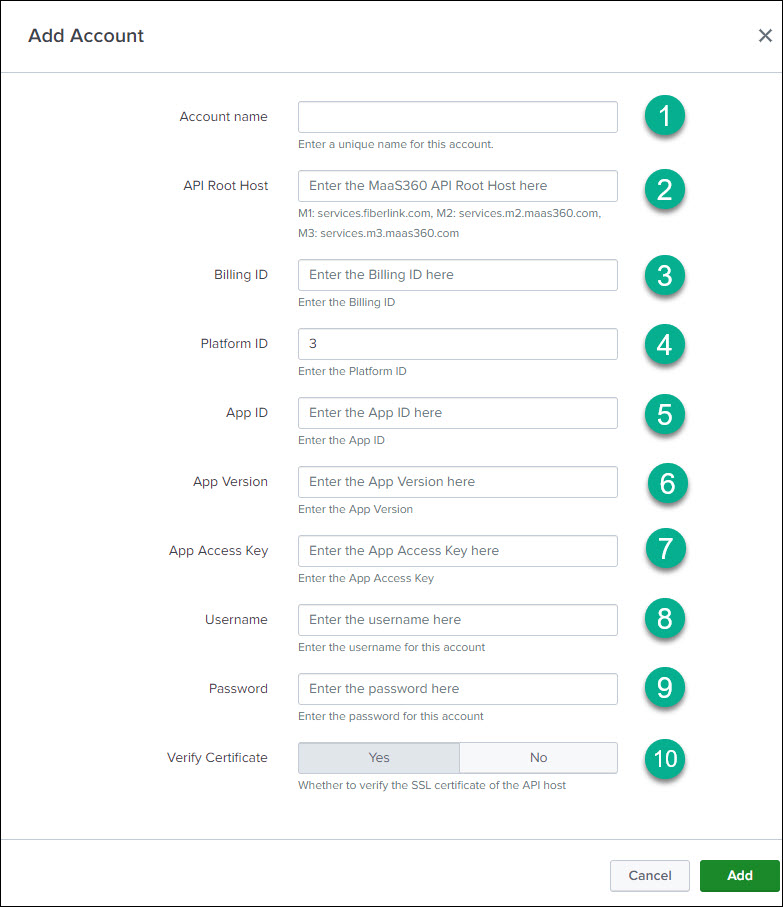 Add Account
Account name
1
Enter a unique name for this account.
API Root Host
Enter the MaaS360 API Root Host here
2
M1: services.fiberlink.com, M2: services.m2.maas360.com,
M3: services.m3.maas360.com
Billing ID
Enter the Billing ID here
3
Enter the Billing ID
Platform ID
3
4
Enter the Platform ID
App ID
Enter the App ID here
5
Enter the App ID
App Version
Enter the App Version here
6
Enter the App Version
App Access Key
Enter the App Access Key here
7
Enter the App Access Key
Username
Enter the username here
8
Enter the username for this account
Password
Enter the password here
9
Enter the password for this account
Verify Certificate
Yes
No
10
Whether to verify the SSL certificate of the API host
Cancel
Add